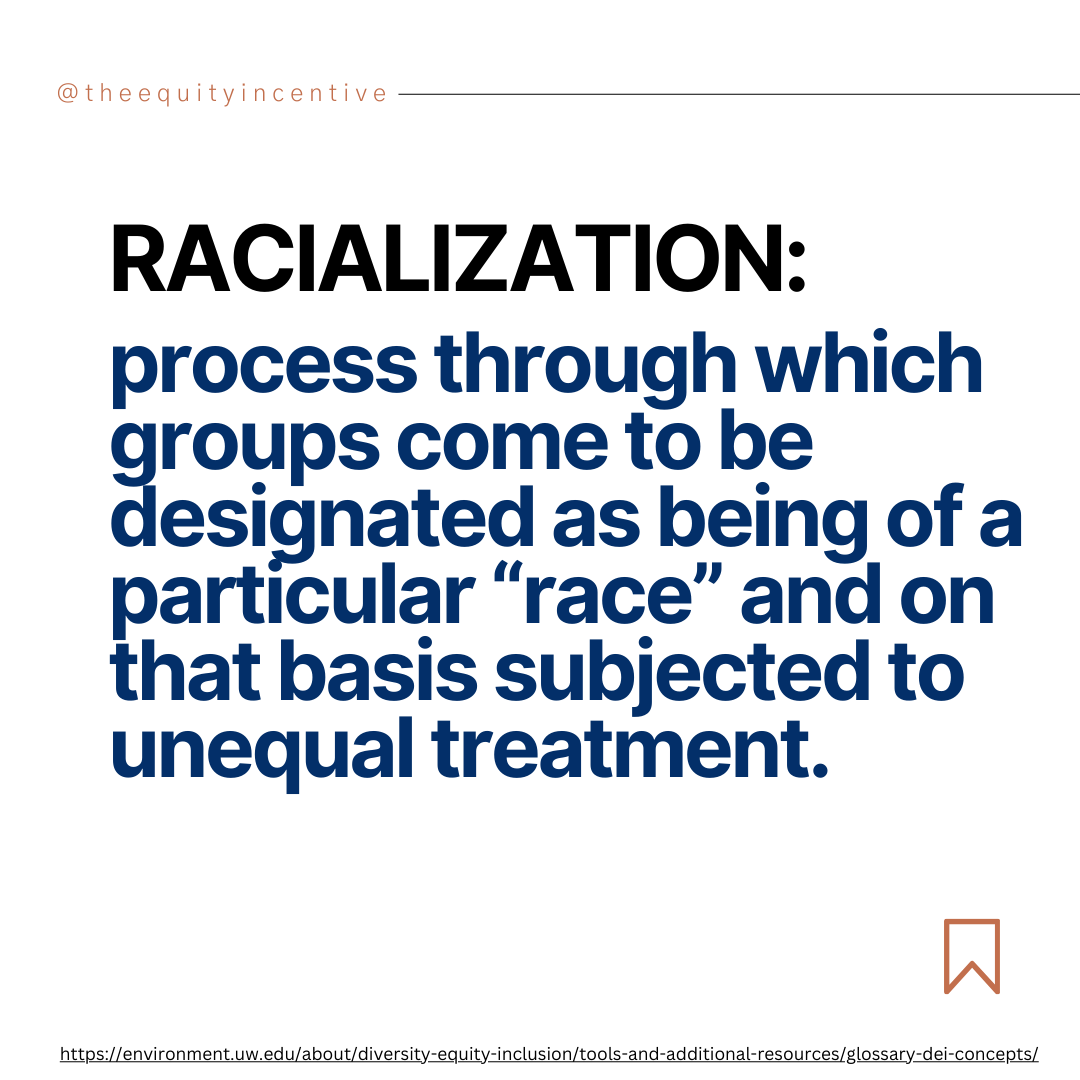 @theequityincentive
RACIALIZATION:
process through which
groups come to be
designated as being of a
particular “race” and on
that basis subjected to
unequal treatment.
https://environment.uw.edu/about/diversity-equity-inclusion/tools-and-additional-resources/glossary-dei-concepts/